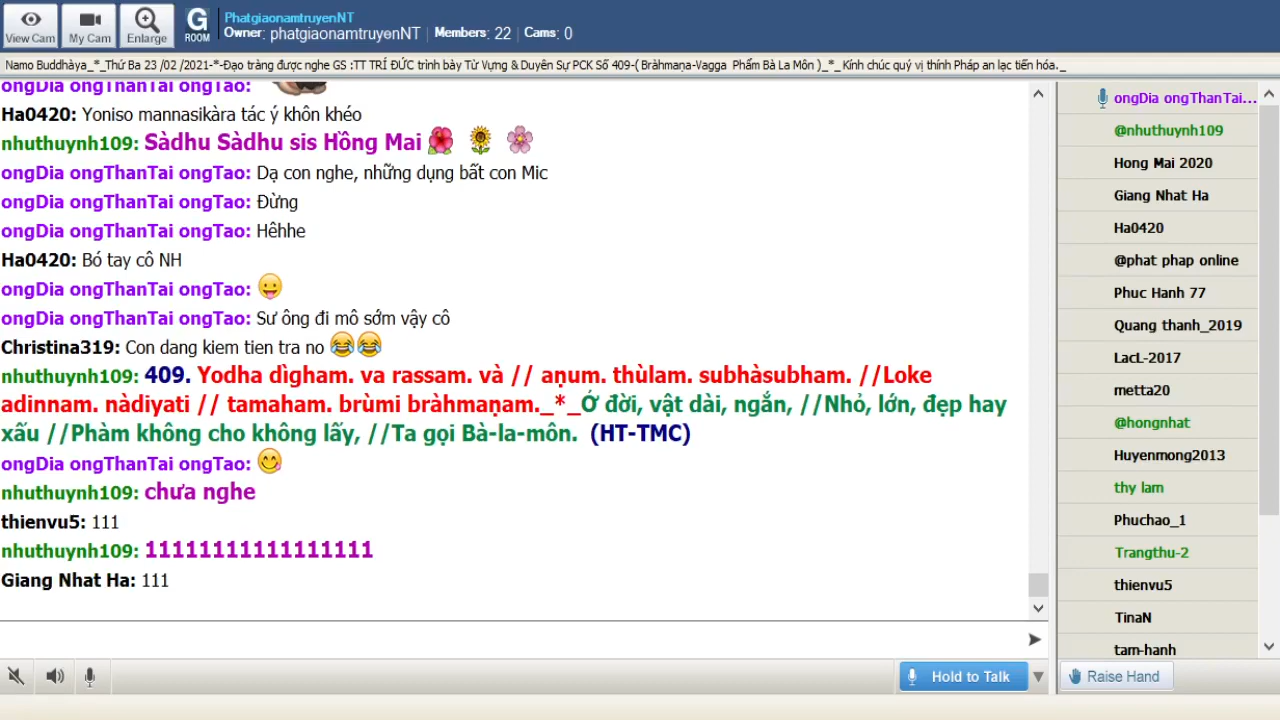 View Cam
My Cam
Enlarge
G
ROOM
PhatgiaonamtruyenNT
Owner: phatgiaonamtruyenNT | Members: 22 | Cams: 0
Namo Buddhàya_*_Thứ Ba 23 /02 /2021-*-Đạo tràng được nghe GS :TT TRÍ ĐỨC trình bày Từ Vựng & Duyên Sự PCK Số 409-( Bràhmaṇa-Vagga Phẩm Bà La Môn )_*_ Kính chúc quý vị thính Pháp an lạc tiến hóa._
ongDia ongThanTai ongTao:
Ha0420: Yoniso mannasikàra tác ý khôn khéo
nhuthuynh109: Sàdhu Sàdhu sis Hồng Mai 🌺 🌻 🌸
ongDia ongThanTai ongTao: Dạ con nghe, những dụng bất con Mic
ongDia ongThanTai ongTao: Đừng
ongDia ongThanTai ongTao: Hêhhe
Ha0420: Bó tay cô NH
ongDia ongThanTai ongTao: 😛
ongDia ongThanTai ongTao: Sư ông đi mô sớm vậy cô
Christina319: Con dang kiem tien tra no 😂😂
nhuthuynh109: 409. Yodha dìgham. va rassam. và // aṇum. thùlam. subhàsubham. //Loke
adinnam. nàdiyati // tamaham. brùmi bràhmaṇam._*_Ở đời, vật dài, ngắn, //Nhỏ, lớn, đẹp hay
xấu //Phàm không cho không lấy, //Ta gọi Bà-la-môn. (HT-TMC)
ongDia ongThanTai ongTao: 😋
nhuthuynh109: chưa nghe
thienvu5: 111
nhuthuynh109: 11111111111111111
Giang Nhat Ha: 111
Hold to Talk
ongDia ongThanTai...
@nhuthuynh109
Hong Mai 2020
Giang Nhat Ha
Ha0420
@phat phap online
Phuc Hanh 77
Quang thanh_2019
LacL-2017
metta20
@hongnhat
Huyenmong2013
thy lam
Phuchao_1
Trangthu-2
thienvu5
TinaN
tam-hanh
Raise Hand